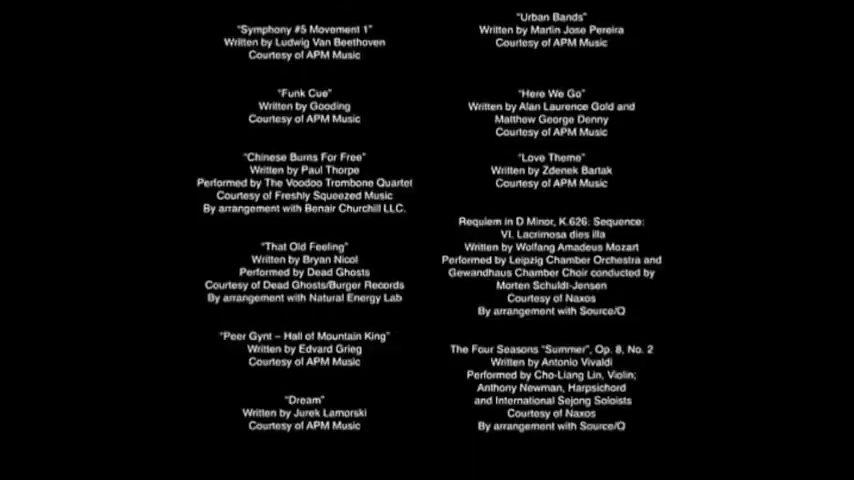 "Symphony #5 Movement 1"
Written by Ludwig Van Beethoven
Courtesy of APM Music
"Funk Cue"
Written by Gooding
Courtesy of APM Music
"Chinese Burns For Free"
Written by Paul Thorpe
Performed by The Voodoo Trombone Quartet
Courtesy of Freshly Squeezed Music
By arrangement with Benair Churchill LLC.
"That Old Feeling"
Written by Bryan Nicol
Performed by Dead Ghosts
Courtesy of Dead Ghosts/Burger Records
By arrangement with Natural Energy Lab
"Peer Gynt – Hall of Mountain King"
Written by Edvard Grieg
Courtesy of APM Music
"Dream"
Written by Jurek Lamorski
Courtesy of APM Music
"Urban Bands"
Written by Martin Jose Pereira
Courtesy of APM Music
"Here We Go"
Written by Alan Laurence Gold and
Matthew George Denny
Courtesy of APM Music
"Love Theme"
Written by Zdenek Bartak
Courtesy of APM Music
Requiem in D Minor, K.626: Sequence:
VI. Lacrimosa dies illa
Written by Wolfang Amadeus Mozart
Performed by Leipzig Chamber Orchestra and
Gewandhaus Chamber Choir conducted by
Morten Schuldt-Jensen
Courtesy of Naxos
By arrangement with Source/Q
The Four Seasons "Summer", Op. 8, No. 2
Written by Antonio Vivaldi
Performed by Cho-Liang Lin, Violin;
Anthony Newman, Harpsichord
and International Sejong Soloists
Courtesy of Naxos
By arrangement with Source/Q